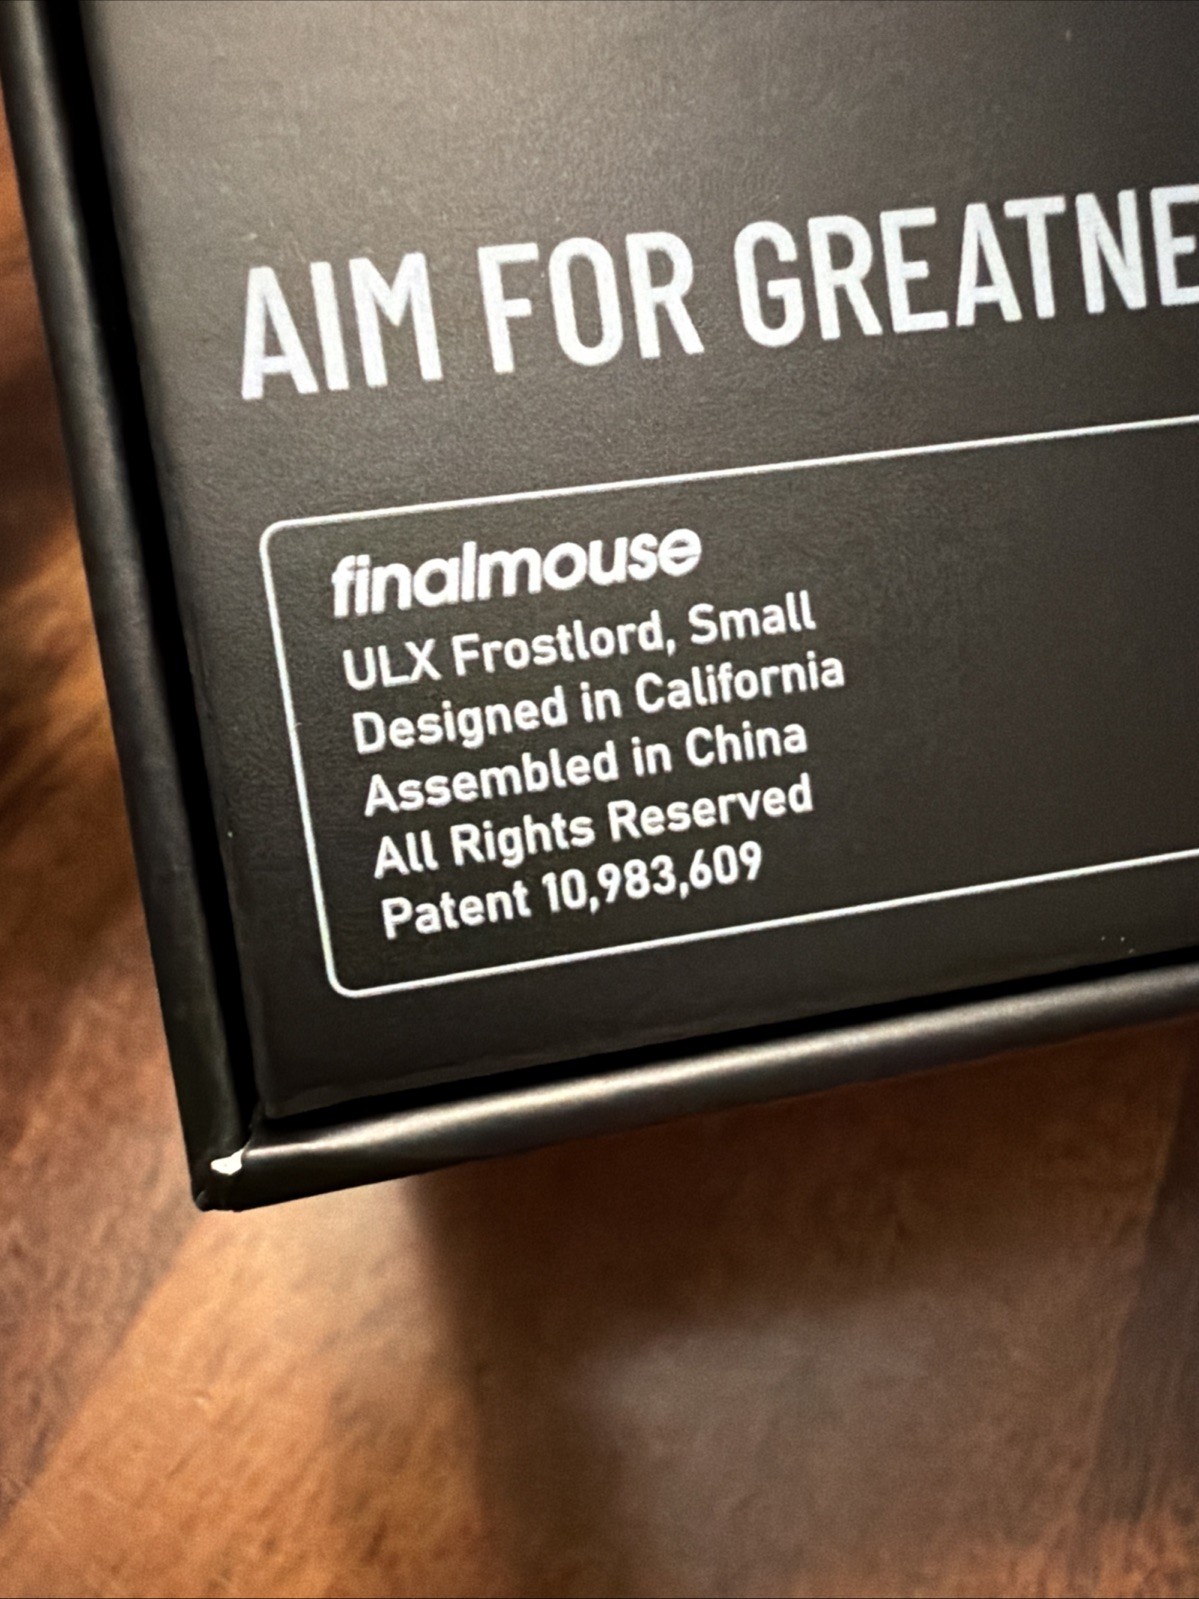 AIM FOR GREATNE
finalmouse
ULX Frostlord, Small
Designed in California
Assembled in China
All Rights Reserved
Patent 10,983,609